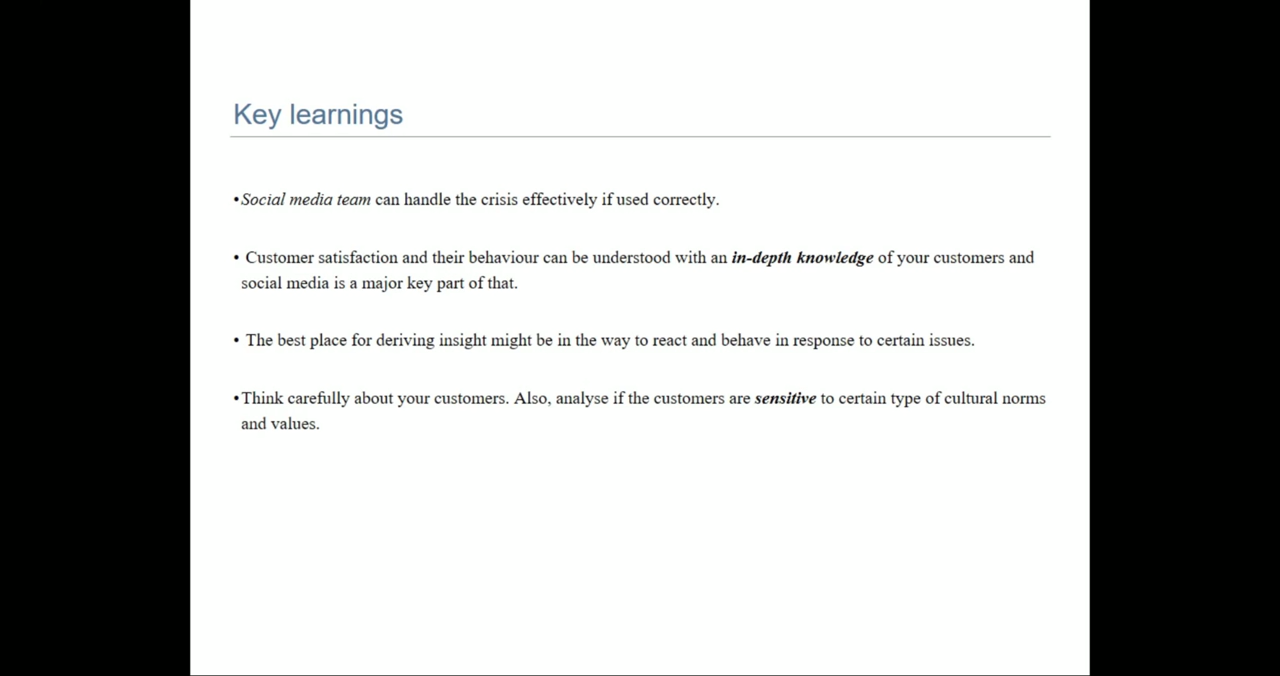 Key learnings
•Social media team can handle the crisis effectively if used correctly.
• Customer satisfaction and their behaviour can be understood with an in-depth knowledge of your customers and
social media is a major key part of that.
• The best place for deriving insight might be in the way to react and behave in response to certain issues.
•Think carefully about your customers. Also, analyse if the customers are sensitive to certain type of cultural norms
and values.